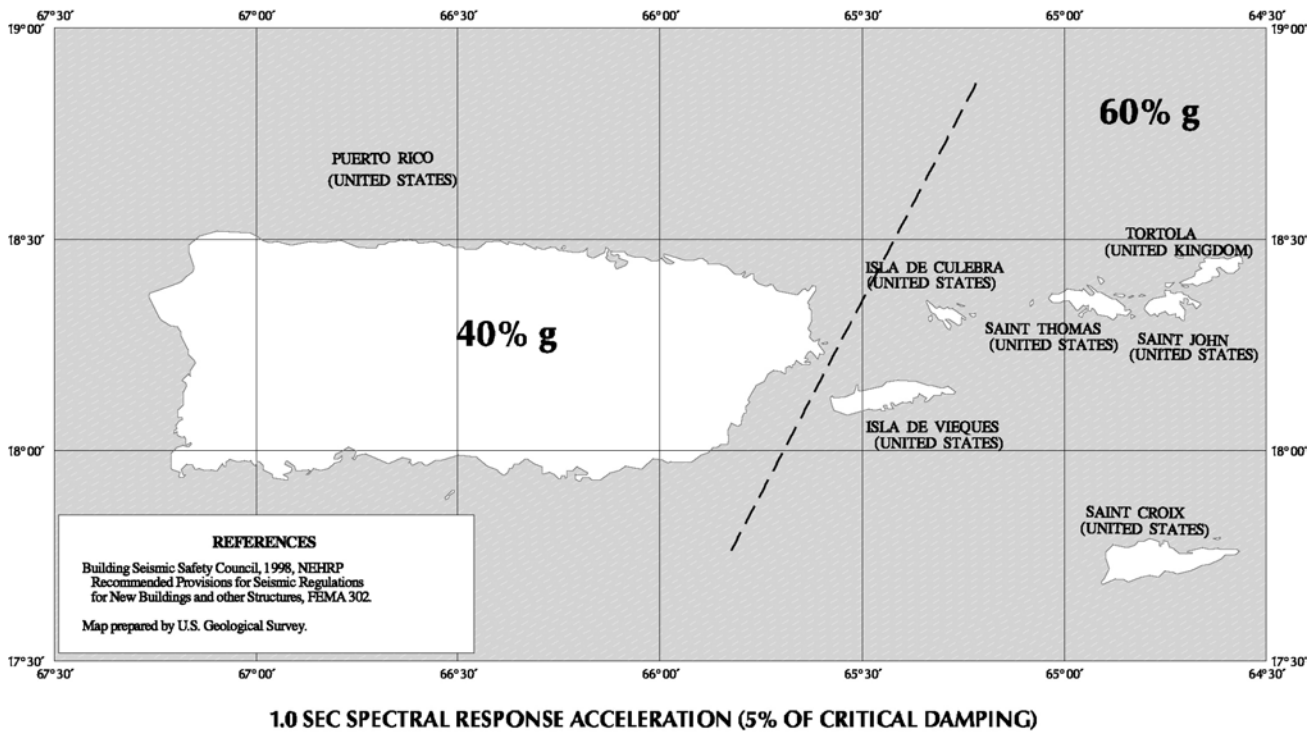 67°30' 67°00' 66°30' 66°00' 65°30' 65°00' 64°30'
19°00' 19°00'
60% g
PUERTO RICO
(UNITED STATES)
18°30' 18°30'
TORTOLA
(UNITED KINGDOM)
ISLA DE CULEBRA
(UNITED STATES)
40% g
SAINT THOMAS
(UNITED STATES)
SAINT JOHN
(UNITED STATES)
ISLA DE VIEQUES
(UNITED STATES)
18°00' 18°00'
SAINT CROIX
(UNITED STATES)
REFERENCES
Building Seismic Safety Council, 1998, NEHRP
Recommended Provisions for Seismic Regulations
for New Buildings and other Structures, FEMA 302.
Map prepared by U.S. Geological Survey.
17°30' 17°30'
67°30' 67°00' 66°30' 66°00' 65°30' 65°00' 64°30'
1.0 SEC SPECTRAL RESPONSE ACCELERATION (5% OF CRITICAL DAMPING)